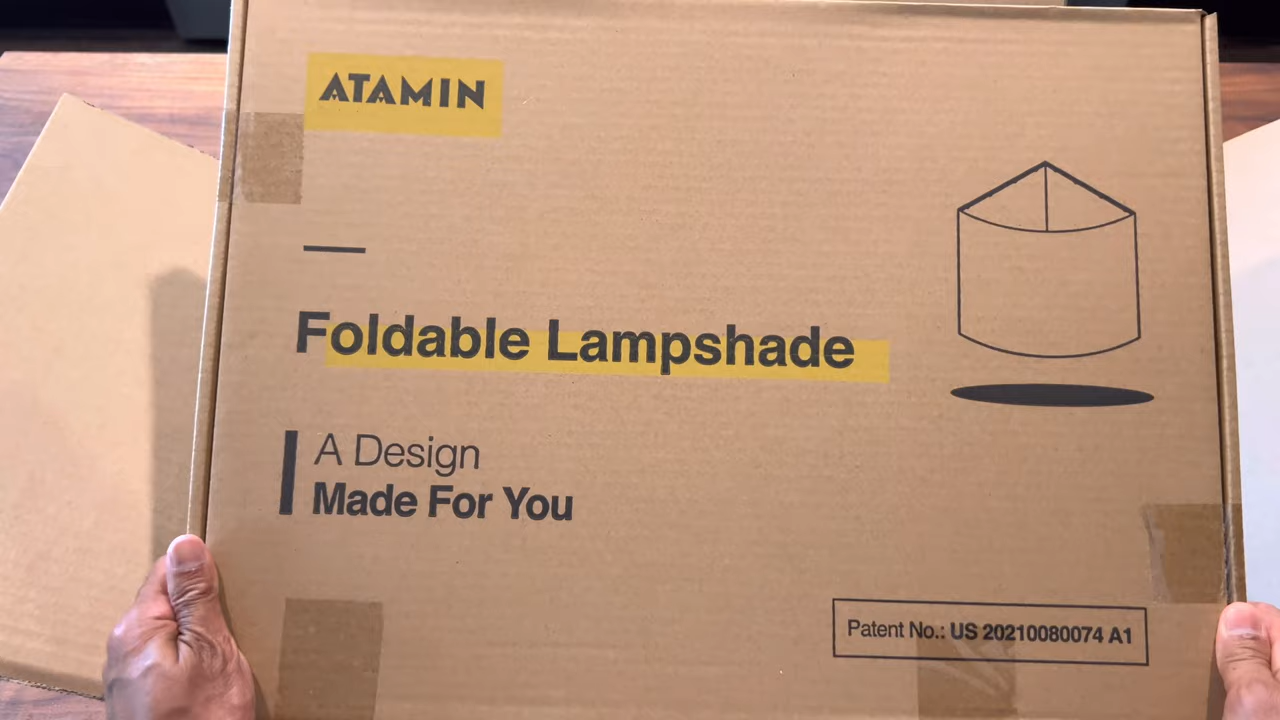 ATAMIN
Foldable Lampshade
A Design
Made For You
Patent No.: US 20210080074 A1